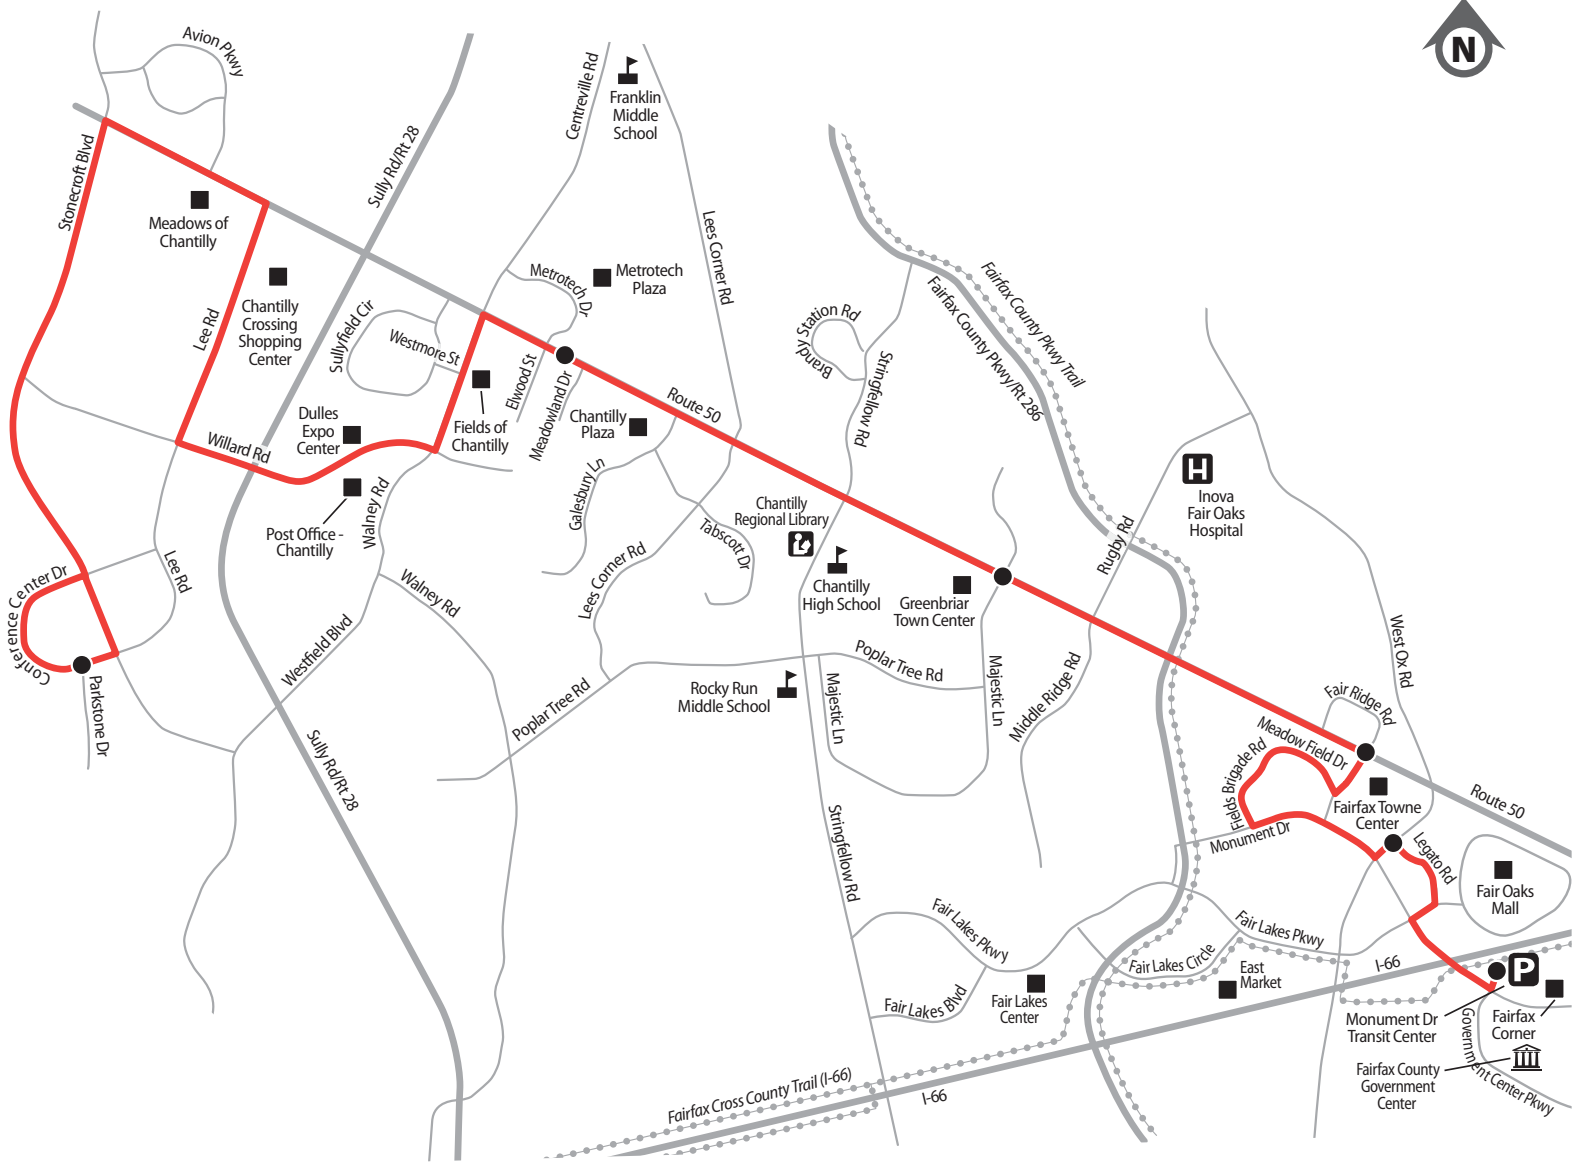 N
Avion Pkwy
Stonecroft Blvd
Sully Rd/Rt 28
Centreville Rd
Franklin
Middle
School
Meadows of
Chantilly
Lees Corner Rd
Metrotech Dr
Metrotech
Plaza
Chantilly
Crossing
Shopping
Center
Lee Rd
Sullyfield Cir
Westmore St
Elwood St
Meadowland Dr
Brandy Station Rd
Stringfellow Rd
Fairfax County Pkwy Trail
Fairfax County Pkwy/Rt 286
Route 50
Dulles
Expo
Center
Fields of
Chantilly
Chantilly
Plaza
Willard Rd
Galesbury Ln
H
Inova
Fair Oaks
Hospital
Post Office -
Chantilly
Walney Rd
Chantilly
Regional Library
Tabscott Dr
Rugby Rd
Conference Center Dr
Lee Rd
Walney Rd
Lees Corner Rd
Chantilly
High School
Greenbriar
Town Center
Westfield Blvd
West Ox Rd
Parkstone Dr
Poplar Tree Rd
Rocky Run
Middle School
Poplar Tree Rd
Majestic Ln
Majestic Ln
Middle Ridge Rd
Fair Ridge Rd
Sully Rd/Rt 28
Meadow Field Dr
Fields Brigade Rd
Fairfax Towne
Center
Route 50
Monument Dr
Legato Rd
Stringfellow Rd
Fair Oaks
Mall
Fair Lakes Pkwy
Fair Lakes Pkwy
Fair Lakes Circle
East
Market
I-66
P
Fair Lakes Blvd
Fair Lakes
Center
Monument Dr
Transit Center
Fairfax
Corner
Government Center Pkwy
Fairfax County
Government
Center
Fairfax Cross County Trail (I-66)
I-66